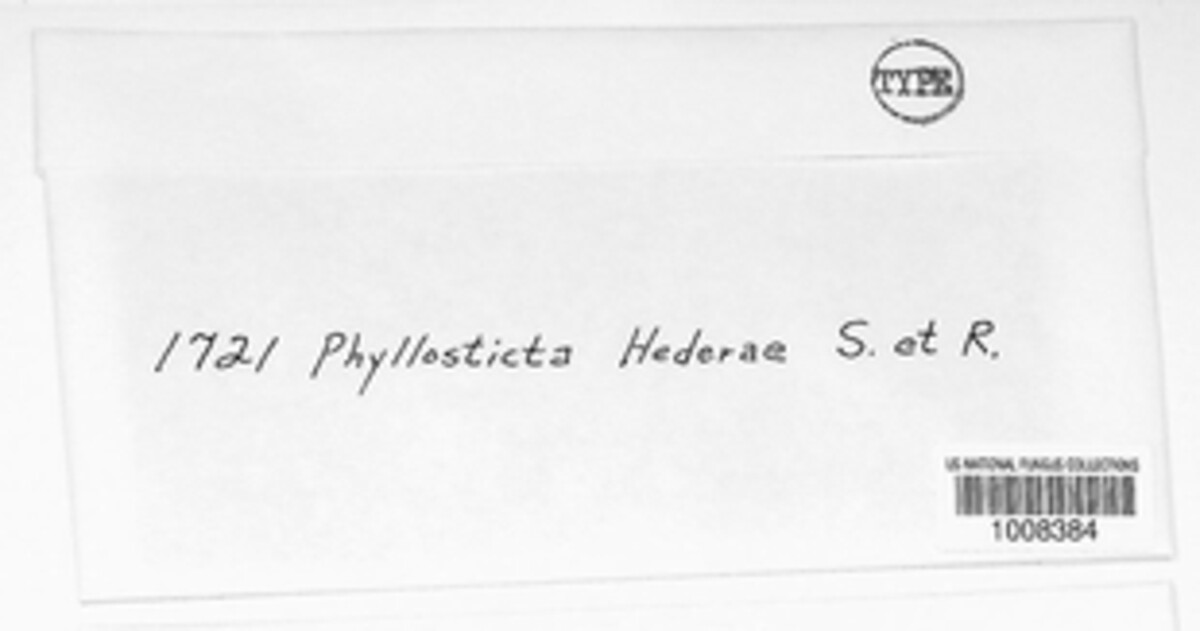 TYPE
1721 Phyllosticta Hederae S. et R.
US NATIONAL FUNGUS COLLECTIONS
1008384